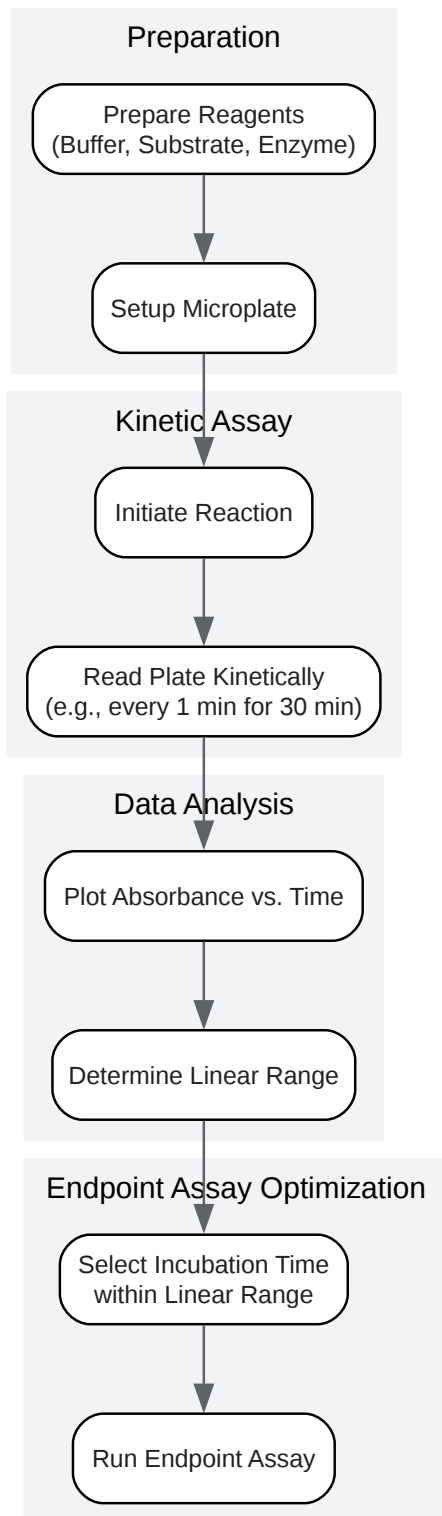 Preparation
Prepare Reagents
(Buffer, Substrate, Enzyme)
Setup Microplate
Kinetic Assay
Initiate Reaction
Read Plate Kinetically
(e.g., every 1 min for 30 min)
Data Analysis
Plot Absorbance vs. Time
Determine Linear Range
Endpoint Assay Optimization
Select Incubation Time
within Linear Range
Run Endpoint Assay